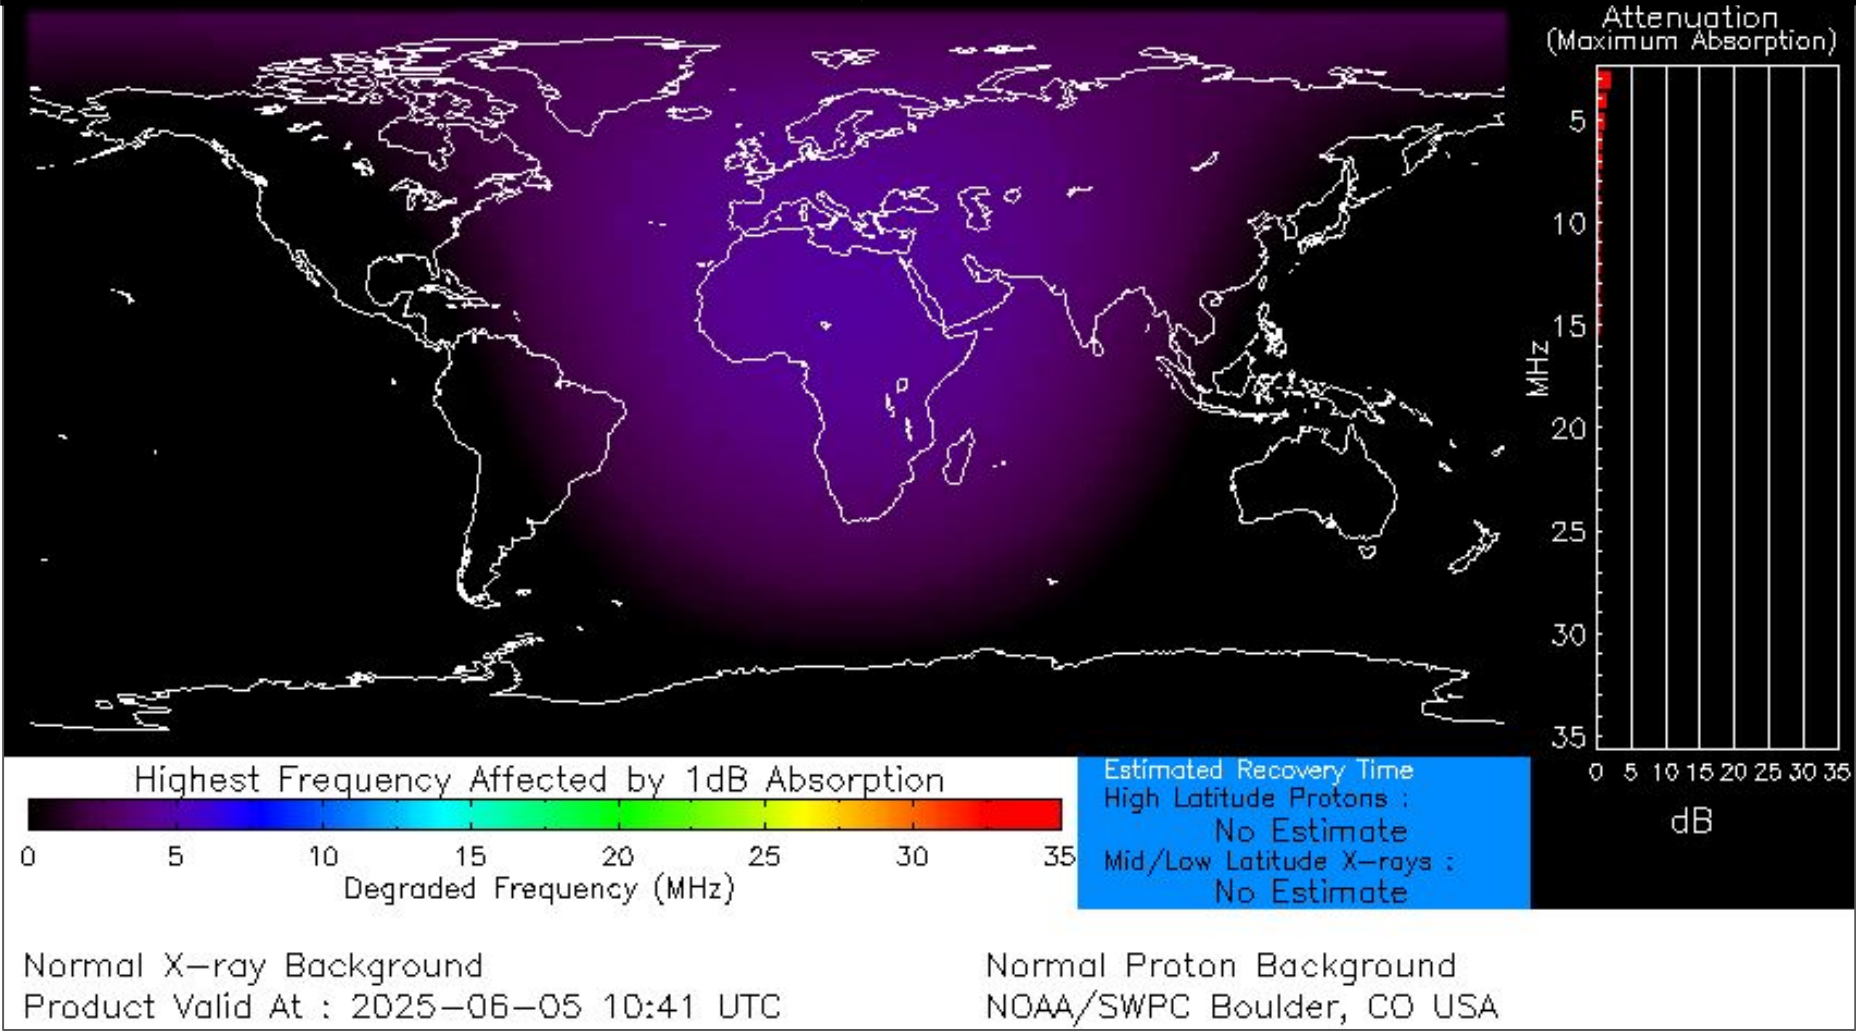 Attenuation
(Maximum Absorption)
5
10
15
20
25
30
35
MHz
0 5 10 15 20 25 30 35
dB
Highest Frequency Affected by 1dB Absorption
0 5 10 15 20 25 30 35
Degraded Frequency (MHz)
Estimated Recovery Time
High Latitude Protons :
No Estimate
Mid/Low Latitude X-rays :
No Estimate
Normal X-ray Background
Product Valid At : 2025-06-05 10:41 UTC
Normal Proton Background
NOAA/SWPC Boulder, CO USA